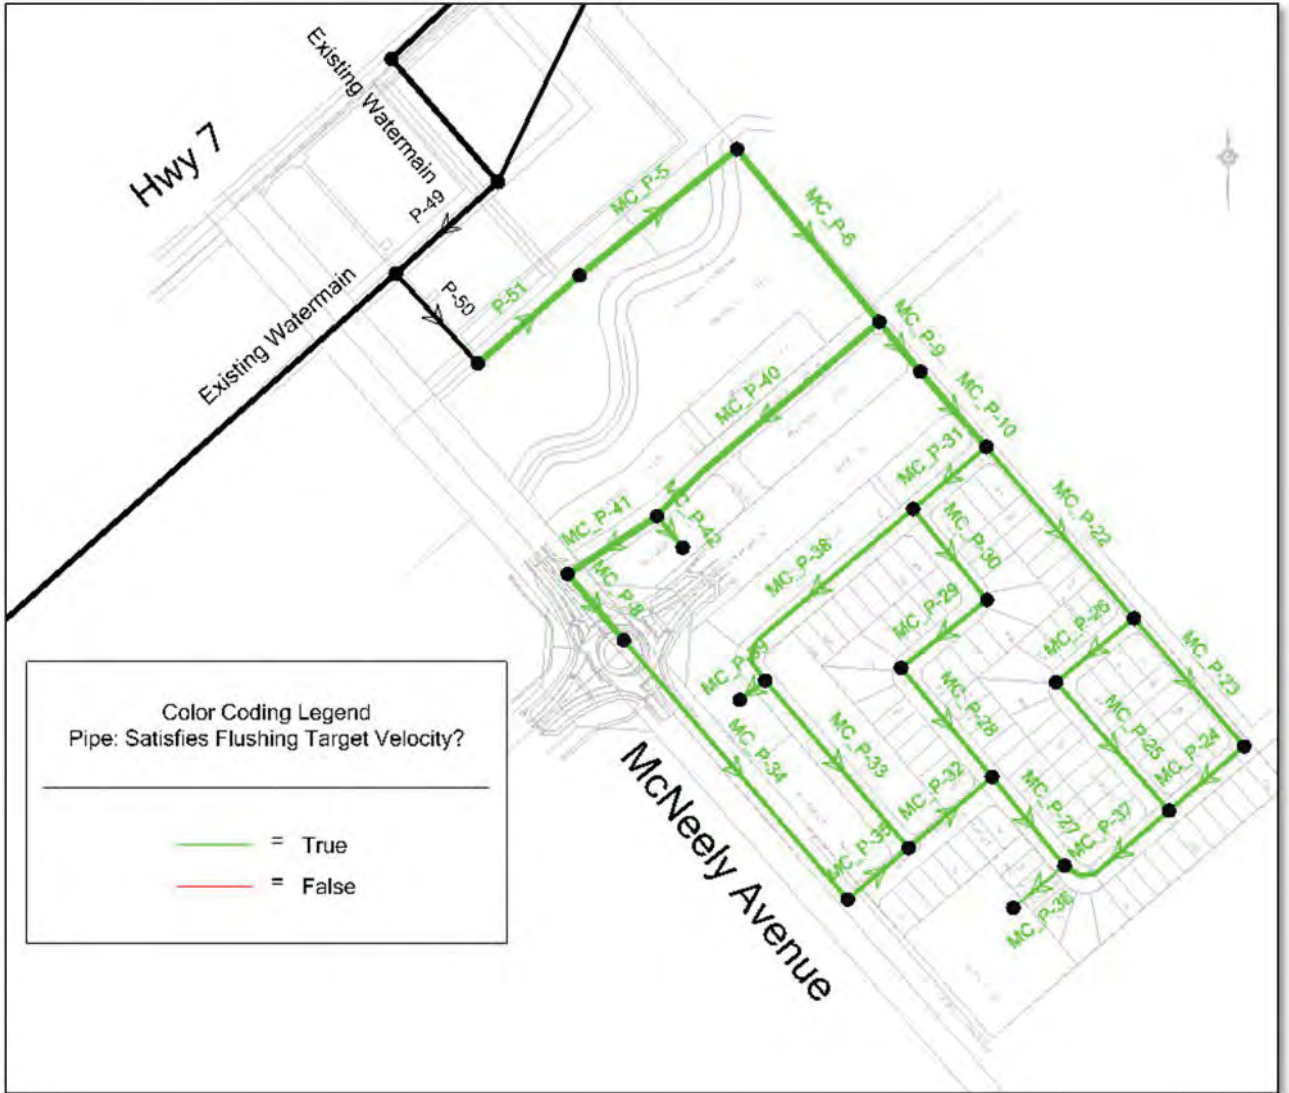 Existing Watermain
Hwy 7
P-49
MC_P-5
MC_P-6
P-50
P-51
Existing Watermain
MC_P-9
MC_P-40
MC_P-10
MC_P-31
MC_P-22
MC_P-41
MC_P-42
MC_P-38
MC_P-30
MC_P-8
MC_P-29
MC_P-26
MC_P-39
MC_P-23
MC_P-28
MC_P-25
MC_P-24
MC_P-34
MC_P-33
MC_P-32
MC_P-27
MC_P-37
MC_P-35
MC_P-36
McNeely Avenue
Color Coding Legend
Pipe: Satisfies Flushing Target Velocity?
= True
= False